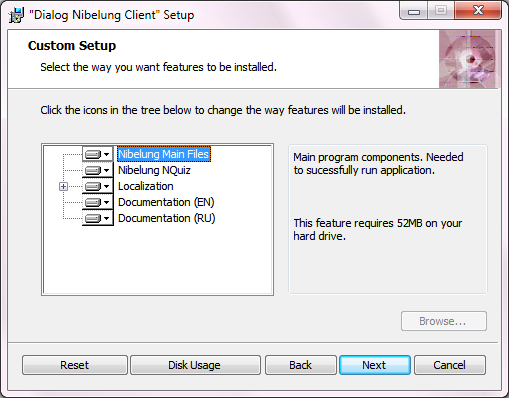 "Dialog Nibelung Client" Setup
Custom Setup
Select the way you want features to be installed.
Click the icons in the tree below to change the way features will be installed.
Nibelung Main Files
Nibelung NQuiz
Localization
Documentation (EN)
Documentation (RU)
Main program components. Needed
to sucessfully run application.
This feature requires 52MB on your
hard drive.
Browse...
Reset
Disk Usage
Back
Next
Cancel